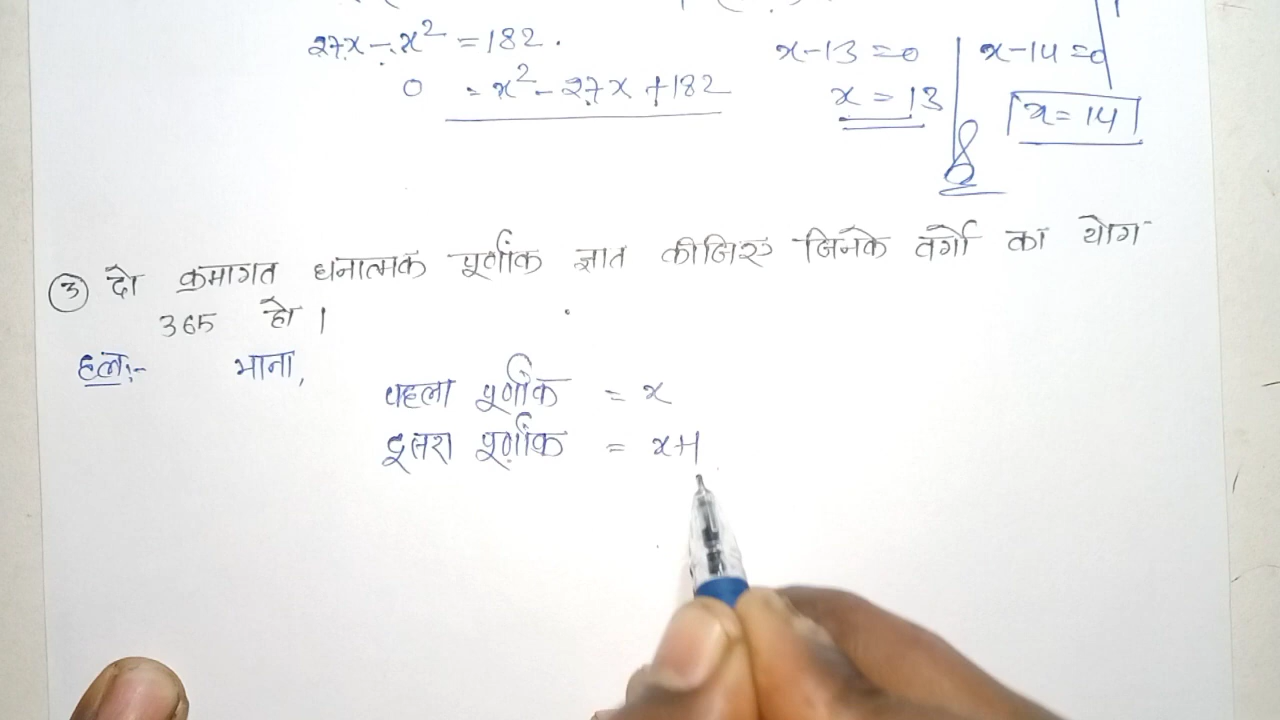 27x - x² = 182.
0 = x² - 27x + 182
x-13 = 0
x = 13
x-14 = 0
x = 14
③ दो क्रमागत धनात्मक पूर्णांक ज्ञात कीजिए जिनके वर्गों का योग
365 हो।
हल:- माना,
पहला पूर्णांक = x
दूसरा पूर्णांक = x+1